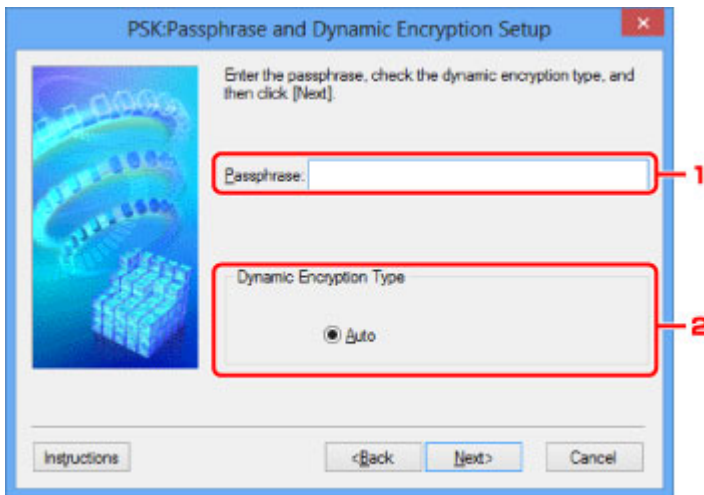 PSK:Passphrase and Dynamic Encryption Setup
Enter the passphrase, check the dynamic encryption type, and
then click [Next].
Passphrase:
1
Dynamic Encryption Type
Auto
2
Instructions
<Back
Next>
Cancel